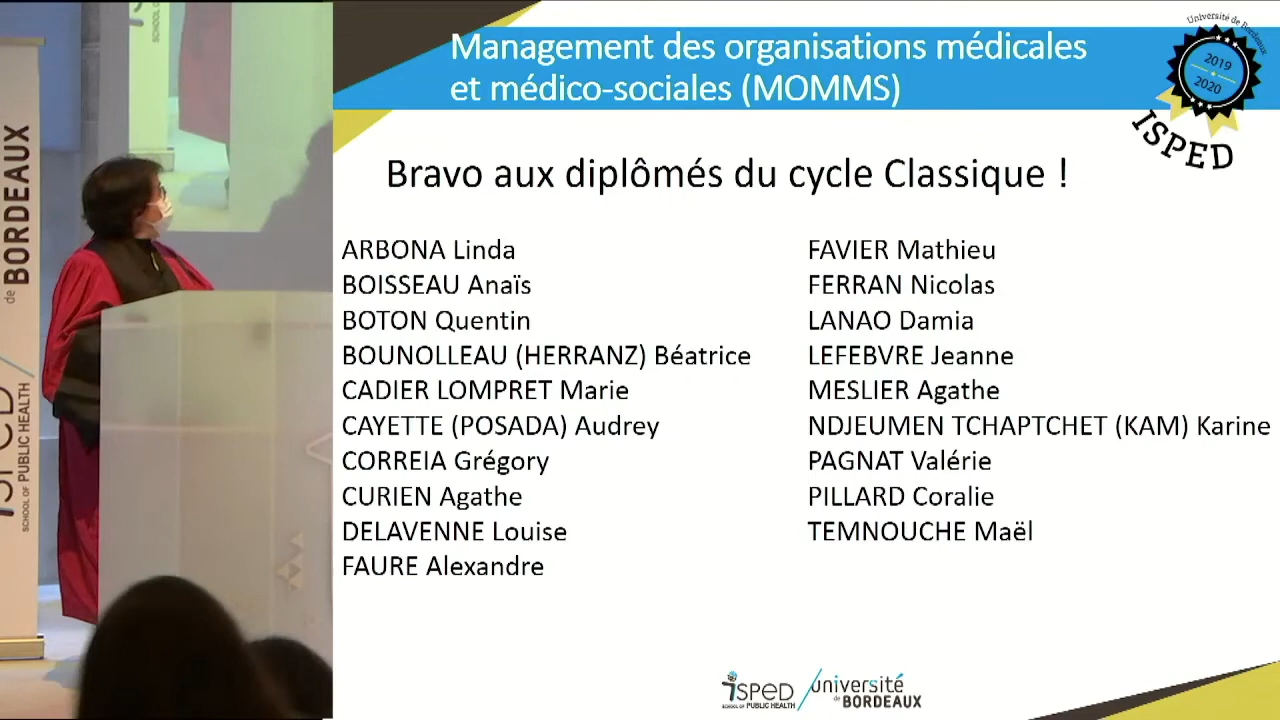 Management des organisations médicales
et médico-sociales (MOMMS)
Université de Bordeaux
2019
2020
ISPED
Bravo aux diplômés du cycle Classique !
ARBONA Linda
BOISSEAU Anaïs
BOTON Quentin
BOUNOLLEAU (HERRANZ) Béatrice
CADIER LOMPRET Marie
CAYETTE (POSADA) Audrey
CORREIA Grégory
CURIEN Agathe
DELAVENNE Louise
FAURE Alexandre
FAVIER Mathieu
FERRAN Nicolas
LANAO Damia
LEFEBVRE Jeanne
MESLIER Agathe
NDJEUMEN TCHAPTCHET (KAM) Karine
PAGNAT Valérie
PILLARD Coralie
TEMNOUCHE Maël
ISPED
SCHOOL OF PUBLIC HEALTH
université
de BORDEAUX
de BORDEAUX
ISPED
SCHOOL OF PUBLIC HEALTH